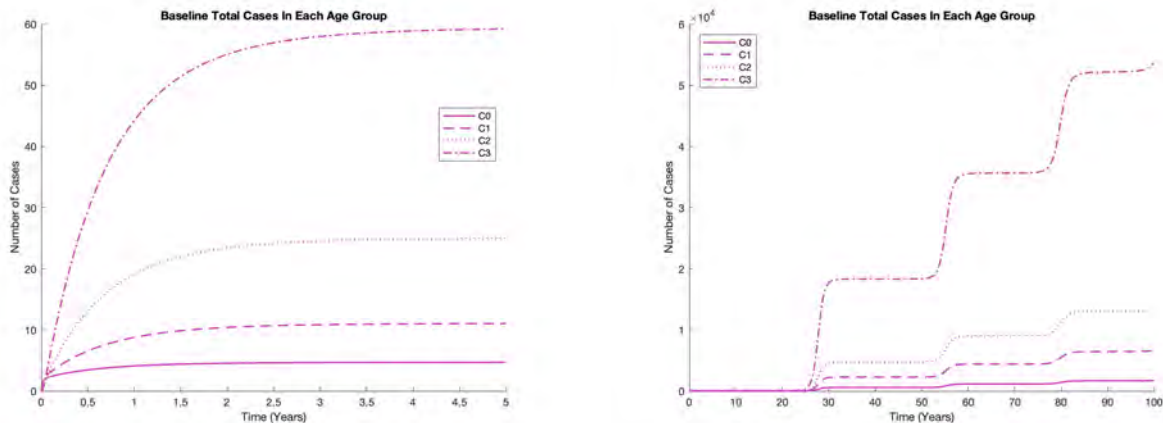 Baseline Total Cases In Each Age Group
60
50
40
30
20
10
0
Number of Cases
C0
C1
C2
C3
0 0.5 1 1.5 2 2.5 3 3.5 4 4.5 5
Time (Years)
Baseline Total Cases In Each Age Group
×10⁴
6
5
4
3
2
1
0
Number of Cases
C0
C1
C2
C3
0 10 20 30 40 50 60 70 80 90 100
Time (Years)